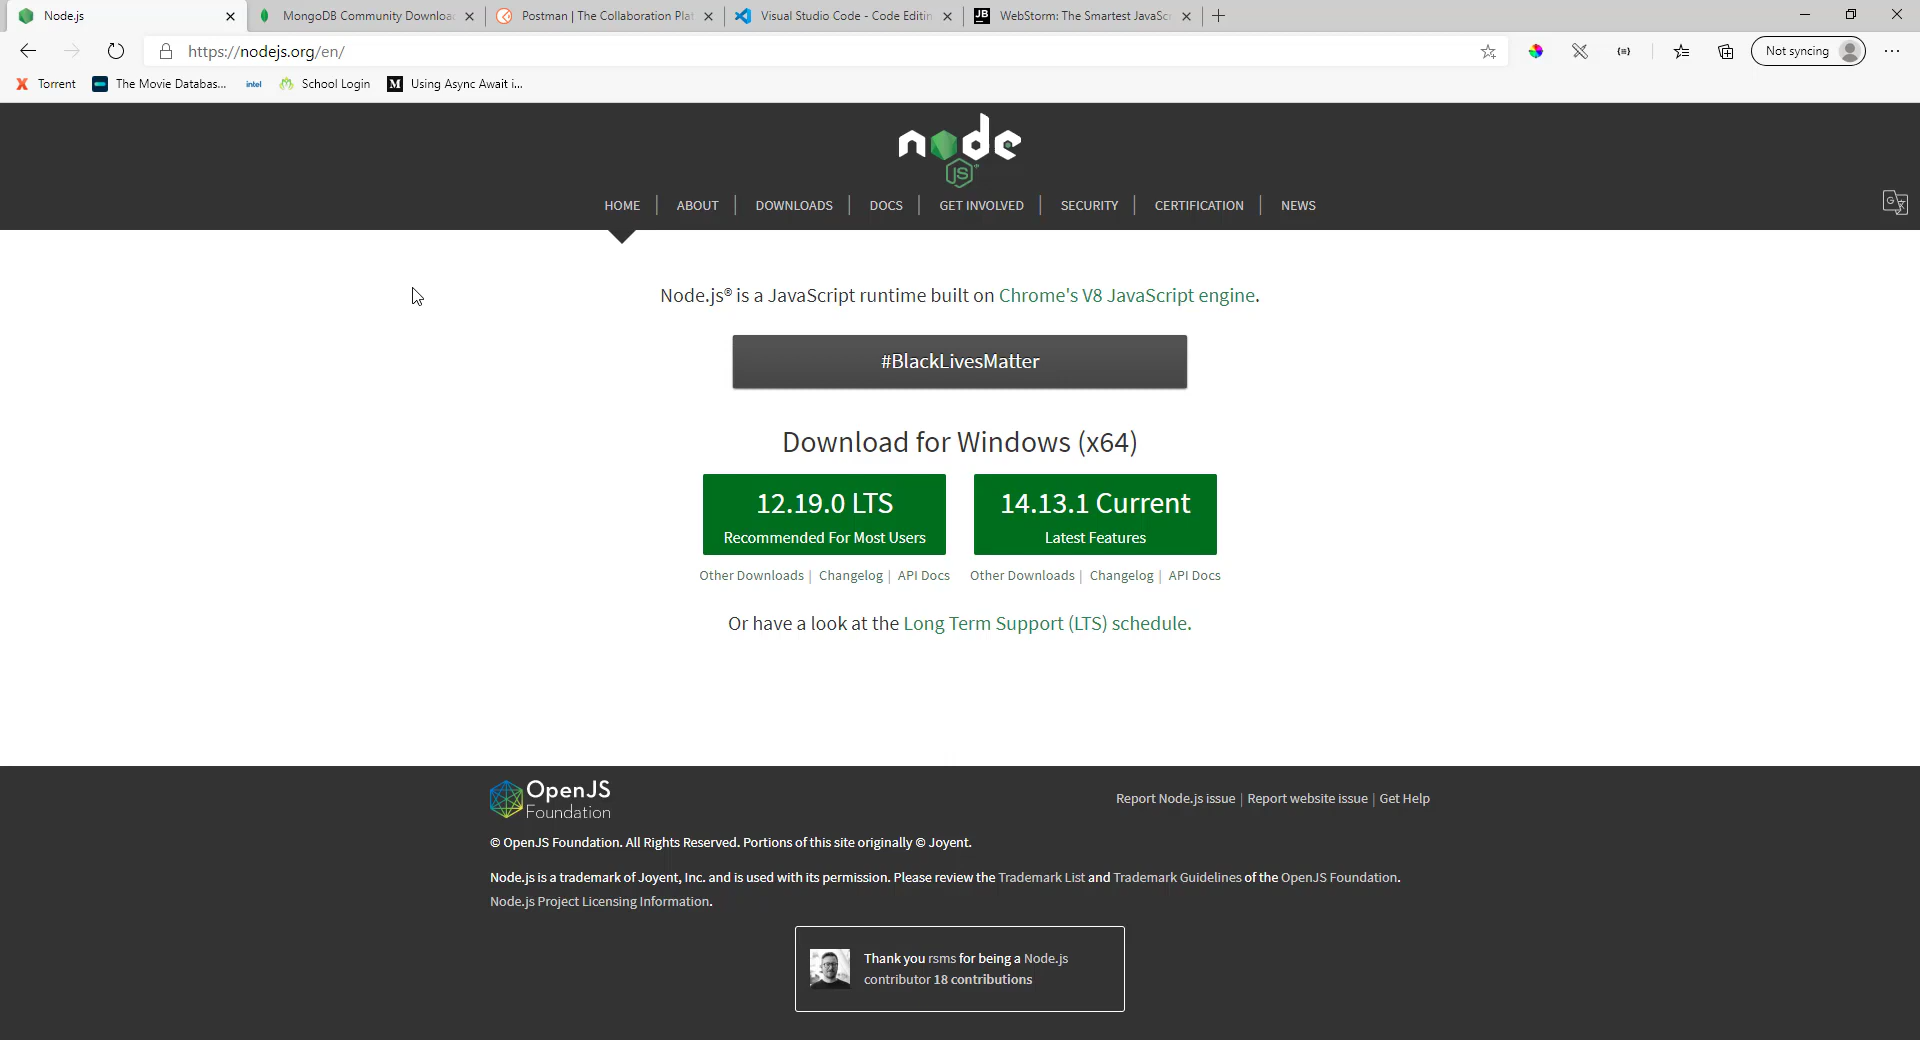 Node.js
MongoDB Community Downloa
Postman | The Collaboration Pla
Visual Studio Code - Code Editin
WebStorm: The Smartest JavaSc
https://nodejs.org/en/
Not syncing
Torrent
The Movie Databas...
intel
School Login
M
Using Async Await i...
node
JS
HOME | ABOUT | DOWNLOADS | DOCS | GET INVOLVED | SECURITY | CERTIFICATION | NEWS
Node.js® is a JavaScript runtime built on Chrome's V8 JavaScript engine.
#BlackLivesMatter
Download for Windows (x64)
12.19.0 LTS
Recommended For Most Users
14.13.1 Current
Latest Features
Other Downloads | Changelog | API Docs
Other Downloads | Changelog | API Docs
Or have a look at the Long Term Support (LTS) schedule.
OpenJS
Foundation
Report Node.js issue | Report website issue | Get Help
© OpenJS Foundation. All Rights Reserved. Portions of this site originally © Joyent.
Node.js is a trademark of Joyent, Inc. and is used with its permission. Please review the Trademark List and Trademark Guidelines of the OpenJS Foundation.
Node.js Project Licensing Information.
Thank you rsms for being a Node.js
contributor 18 contributions